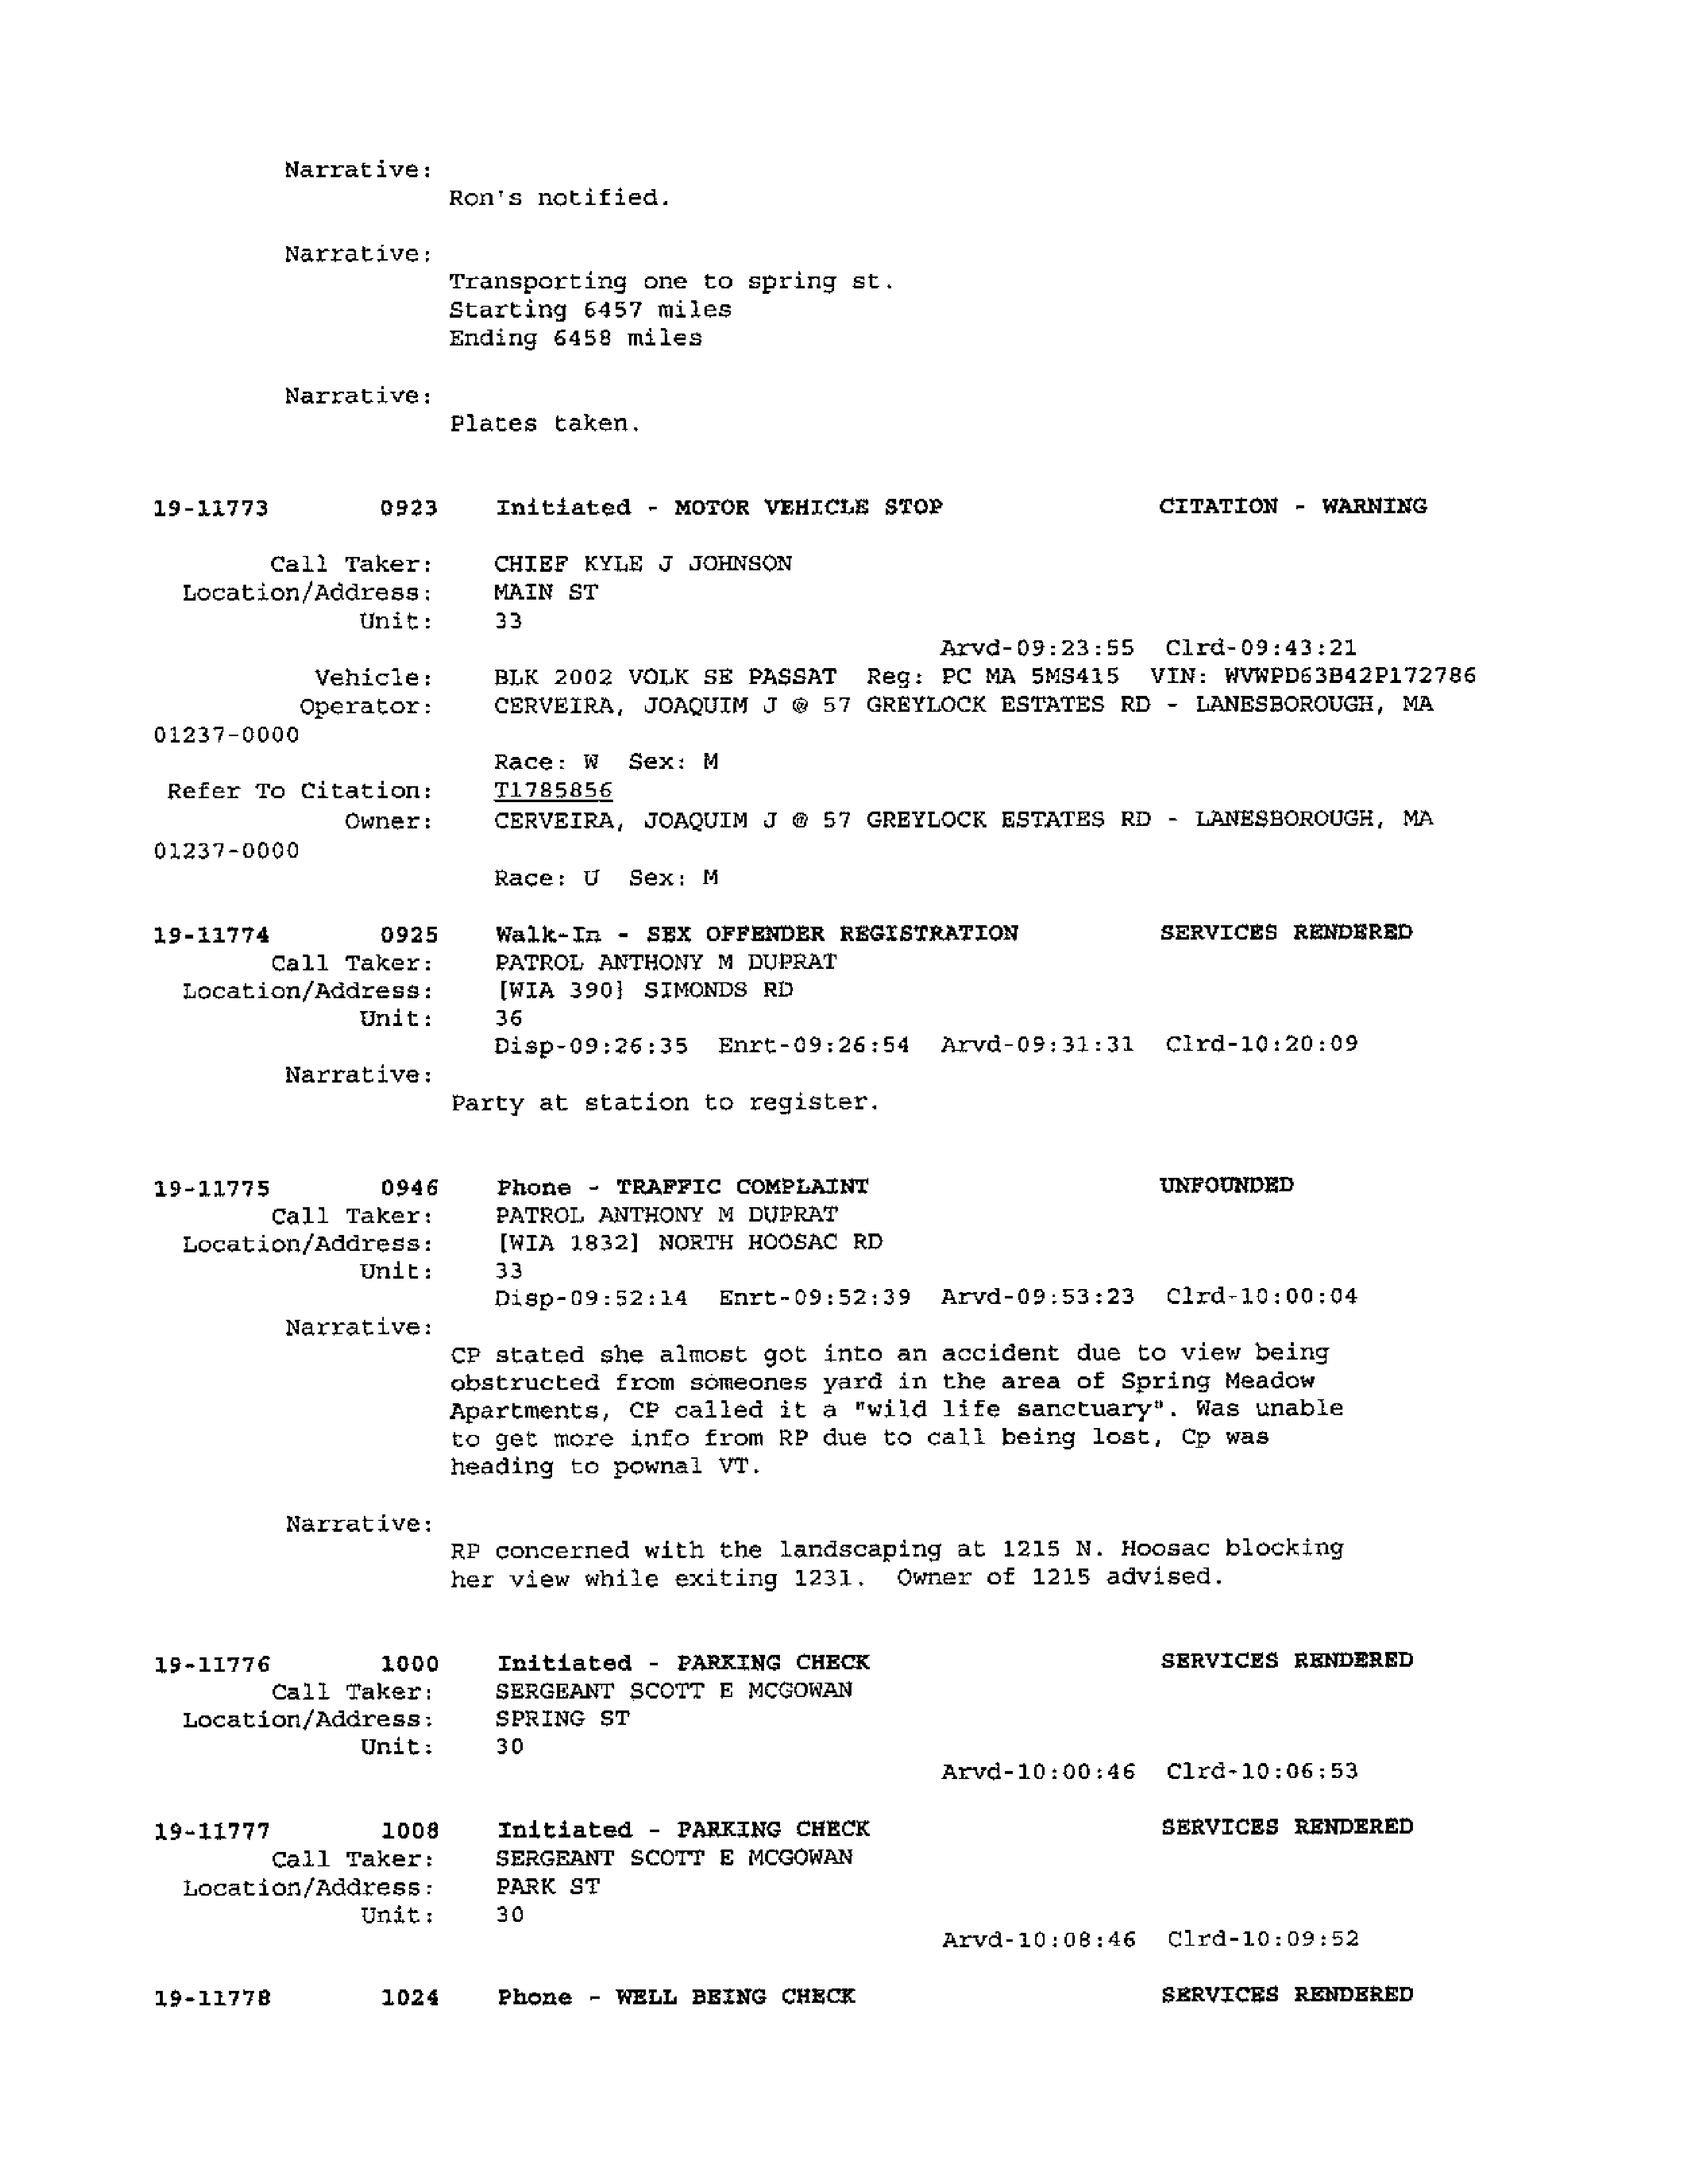 Narrative:
Ron's notified.
Narrative:
Transporting one to spring st.
Starting 6457 miles
Ending 6458 miles
Narrative:
Plates taken.
19-11773 0923 Initiated - MOTOR VEHICLE STOP CITATION - WARNING
Call Taker: CHIEF KYLE J JOHNSON
Location/Address: MAIN ST
Unit: 33
Arvd-09:23:55 Clrd-09:43:21
Vehicle: BLK 2002 VOLK SE PASSAT Reg: PC MA 5MS415 VIN: WVWPD63B42P172786
Operator: CERVEIRA, JOAQUIM J @ 57 GREYLOCK ESTATES RD - LANESBOROUGH, MA
01237-0000
Race: W Sex: M
Refer To Citation: T1785856
Owner: CERVEIRA, JOAQUIM J @ 57 GREYLOCK ESTATES RD - LANESBOROUGH, MA
01237-0000
Race: U Sex: M
19-11774 0925 Walk-In - SEX OFFENDER REGISTRATION SERVICES RENDERED
Call Taker: PATROL ANTHONY M DUPRAT
Location/Address: [WIA 390] SIMONDS RD
Unit: 36
Disp-09:26:35 Enrt-09:26:54 Arvd-09:31:31 Clrd-10:20:09
Narrative:
Party at station to register.
19-11775 0946 Phone - TRAFFIC COMPLAINT UNFOUNDED
Call Taker: PATROL ANTHONY M DUPRAT
Location/Address: [WIA 1832] NORTH HOOSAC RD
Unit: 33
Disp-09:52:14 Enrt-09:52:39 Arvd-09:53:23 Clrd-10:00:04
Narrative:
CP stated she almost got into an accident due to view being
obstructed from someones yard in the area of Spring Meadow
Apartments, CP called it a "wild life sanctuary". Was unable
to get more info from RP due to call being lost, Cp was
heading to pownal VT.
Narrative:
RP concerned with the landscaping at 1215 N. Hoosac blocking
her view while exiting 1231. Owner of 1215 advised.
19-11776 1000 Initiated - PARKING CHECK SERVICES RENDERED
Call Taker: SERGEANT SCOTT E MCGOWAN
Location/Address: SPRING ST
Unit: 30
Arvd-10:00:46 Clrd-10:06:53
19-11777 1008 Initiated - PARKING CHECK SERVICES RENDERED
Call Taker: SERGEANT SCOTT E MCGOWAN
Location/Address: PARK ST
Unit: 30
Arvd-10:08:46 Clrd-10:09:52
19-11778 1024 Phone - WELL BEING CHECK SERVICES RENDERED